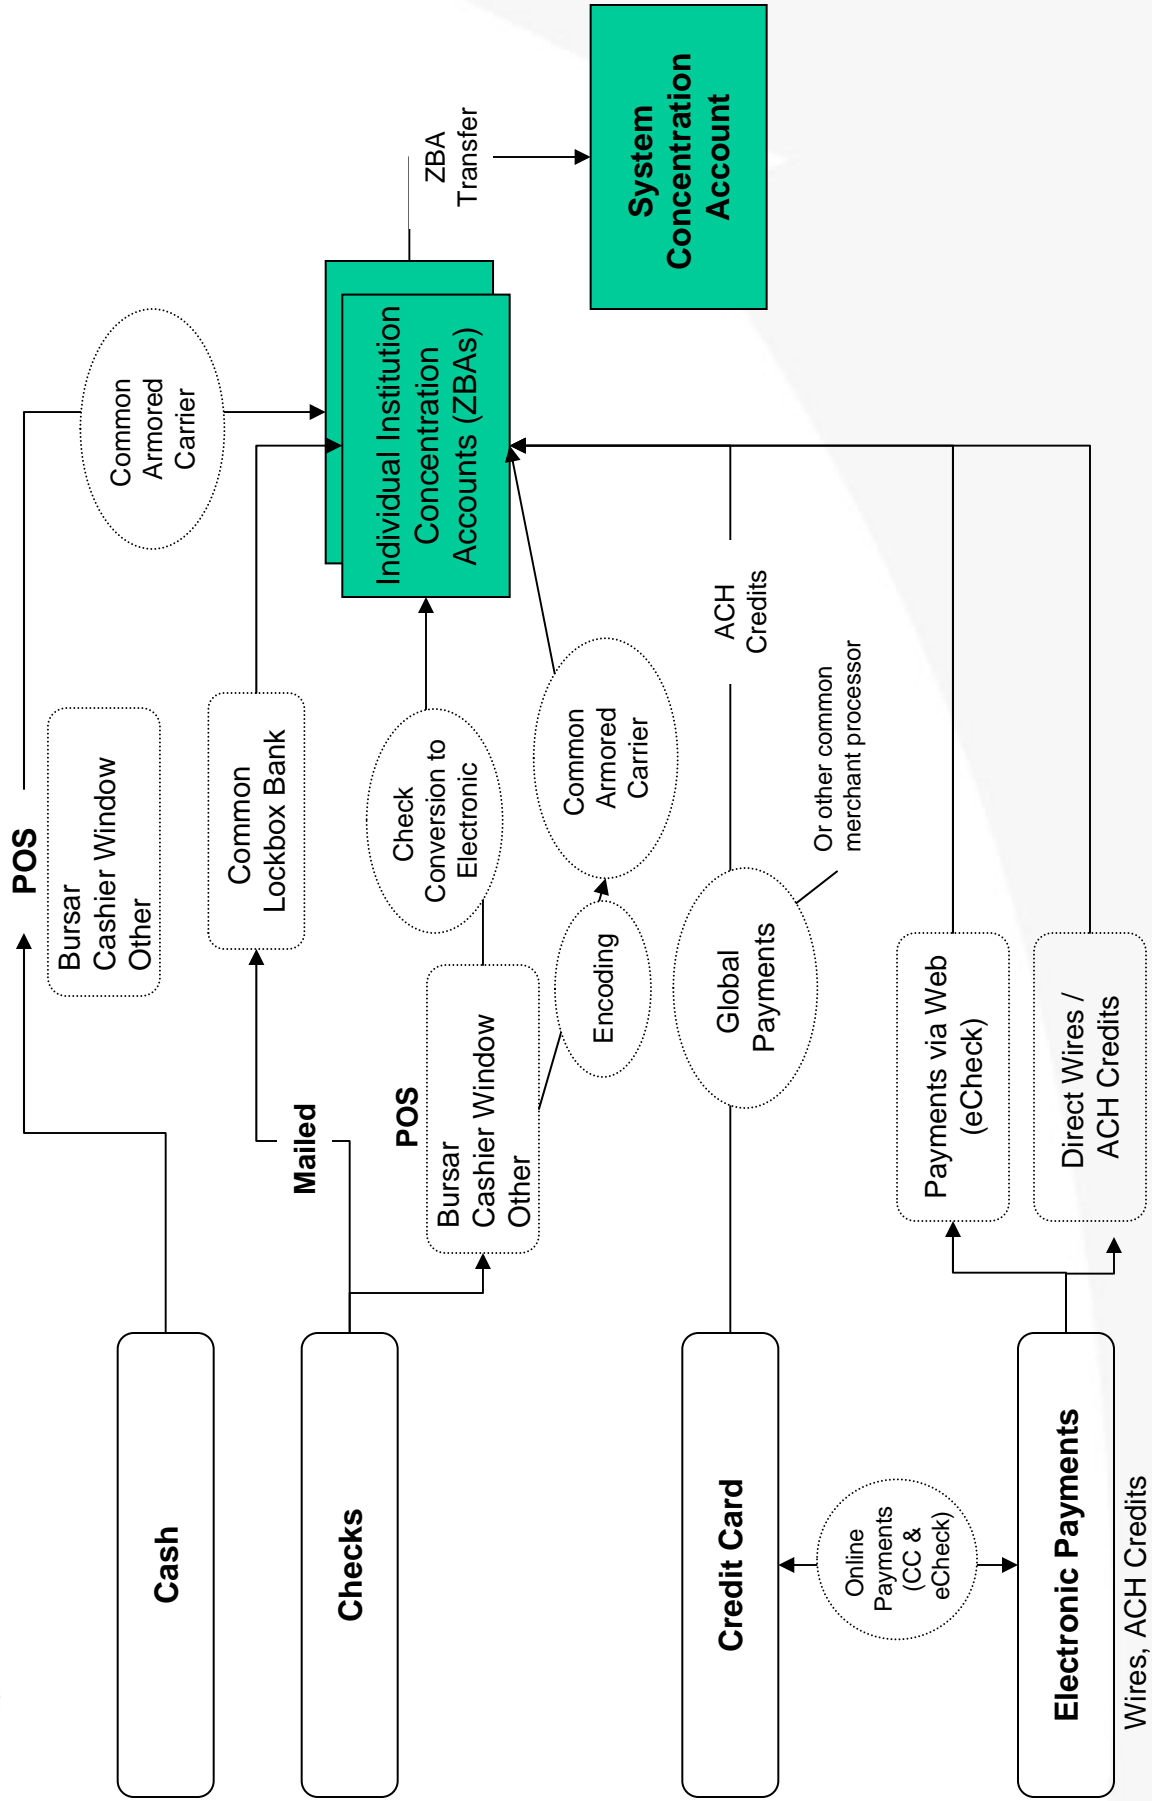 POS
Bursar
Cashier Window
Other
Common
Armored
Carrier
Cash
Mailed
Common
Lockbox Bank
Checks
POS
Bursar
Cashier Window
Other
Check
Conversion to
Electronic
Encoding
Common
Armored
Carrier
Individual Institution
Concentration
Accounts (ZBAs)
ZBA
Transfer
System
Concentration
Account
Credit Card
Global
Payments
ACH
Credits
Or other common
merchant processor
Online
Payments
(CC &
eCheck)
Payments via Web
(eCheck)
Direct Wires /
ACH Credits
Electronic Payments
Wires, ACH Credits